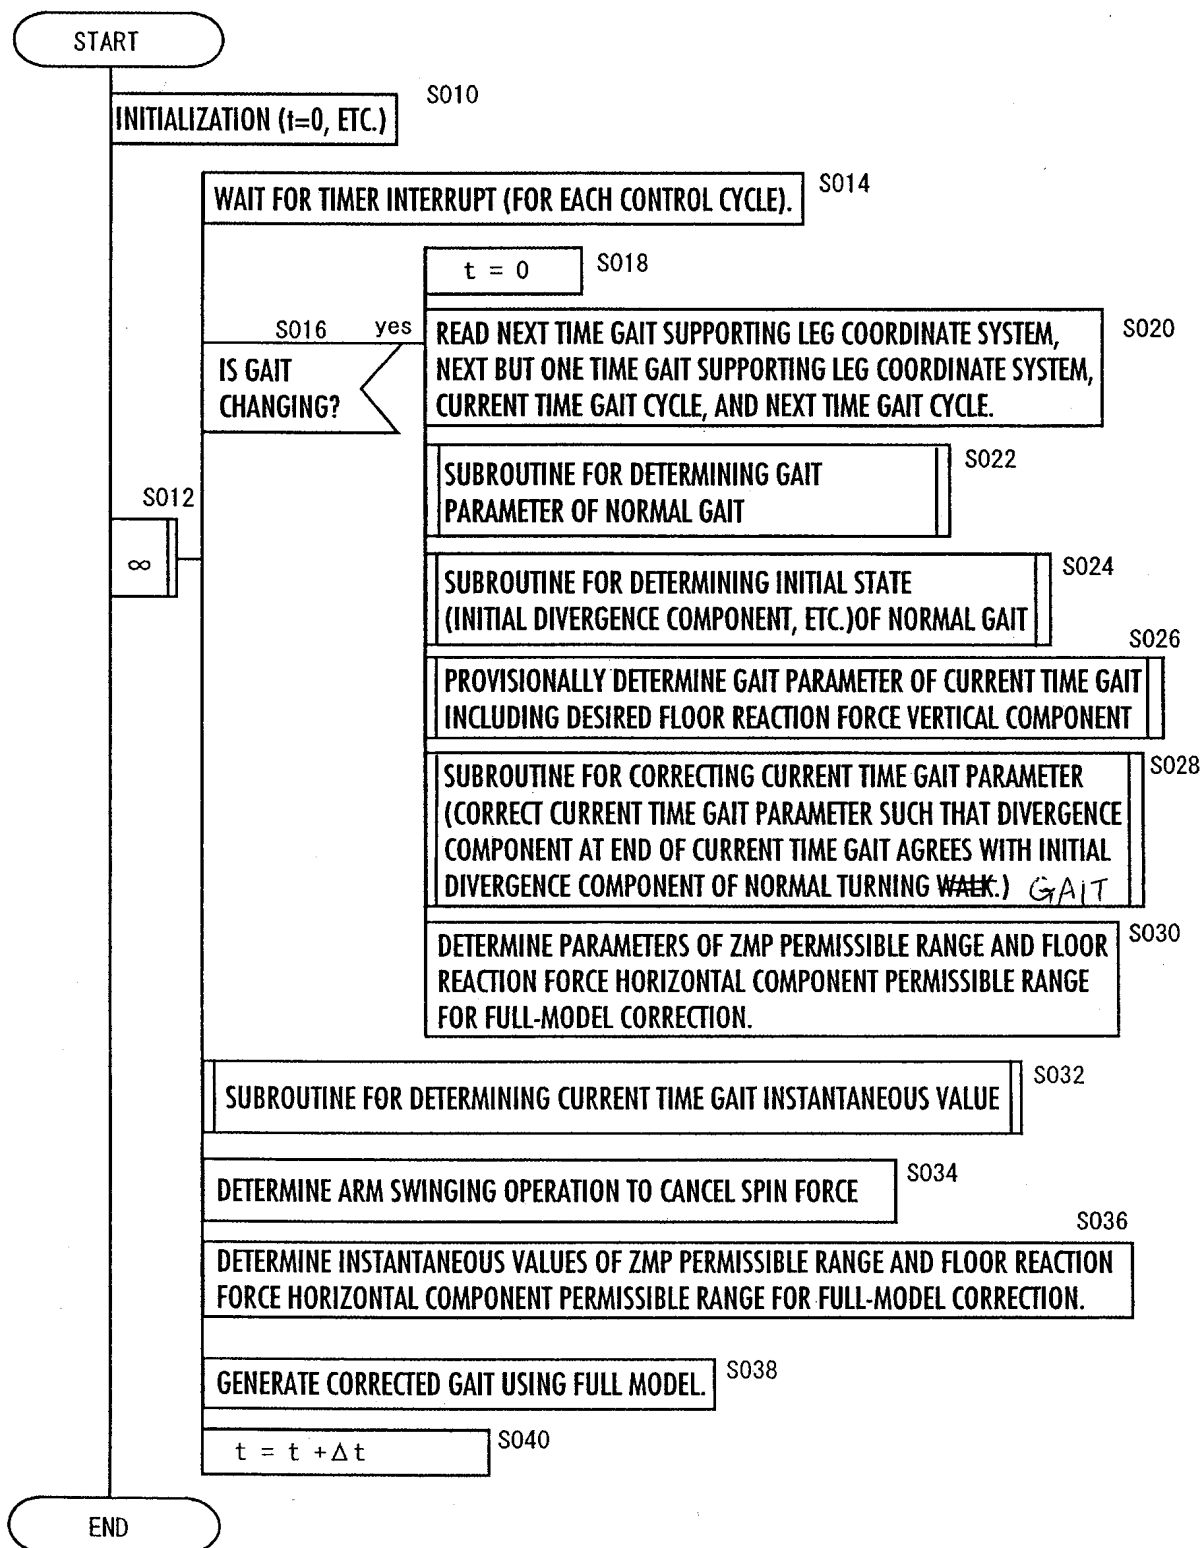 START
S010
INITIALIZATION (t=0, ETC.)
S014
WAIT FOR TIMER INTERRUPT (FOR EACH CONTROL CYCLE).
t = 0
S018
S016
yes
IS GAIT
CHANGING?
S020
READ NEXT TIME GAIT SUPPORTING LEG COORDINATE SYSTEM,
NEXT BUT ONE TIME GAIT SUPPORTING LEG COORDINATE SYSTEM,
CURRENT TIME GAIT CYCLE, AND NEXT TIME GAIT CYCLE.
S022
SUBROUTINE FOR DETERMINING GAIT
PARAMETER OF NORMAL GAIT
S012
∞
S024
SUBROUTINE FOR DETERMINING INITIAL STATE
(INITIAL DIVERGENCE COMPONENT, ETC.)OF NORMAL GAIT
S026
PROVISIONALLY DETERMINE GAIT PARAMETER OF CURRENT TIME GAIT
INCLUDING DESIRED FLOOR REACTION FORCE VERTICAL COMPONENT
S028
SUBROUTINE FOR CORRECTING CURRENT TIME GAIT PARAMETER
(CORRECT CURRENT TIME GAIT PARAMETER SUCH THAT DIVERGENCE
COMPONENT AT END OF CURRENT TIME GAIT AGREES WITH INITIAL
DIVERGENCE COMPONENT OF NORMAL TURNING WALK.) GAIT
S030
DETERMINE PARAMETERS OF ZMP PERMISSIBLE RANGE AND FLOOR
REACTION FORCE HORIZONTAL COMPONENT PERMISSIBLE RANGE
FOR FULL-MODEL CORRECTION.
S032
SUBROUTINE FOR DETERMINING CURRENT TIME GAIT INSTANTANEOUS VALUE
S034
DETERMINE ARM SWINGING OPERATION TO CANCEL SPIN FORCE
S036
DETERMINE INSTANTANEOUS VALUES OF ZMP PERMISSIBLE RANGE AND FLOOR REACTION
FORCE HORIZONTAL COMPONENT PERMISSIBLE RANGE FOR FULL-MODEL CORRECTION.
S038
GENERATE CORRECTED GAIT USING FULL MODEL.
S040
t = t +Δt
END